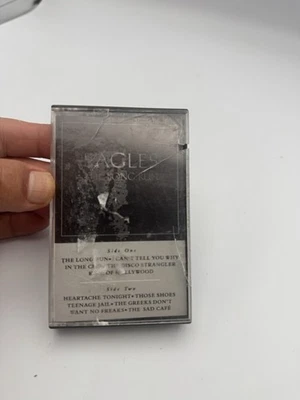 EAGLES
Side One
THE LONG RUN • I CAN'T TELL YOU WHY
IN THE CITY • THE DISCO STRANGLER
OF HOLLYWOOD
Side Two
HEARTACHE TONIGHT • THOSE SHOES
TEENAGE JAIL • THE GREEKS DON'T
WANT NO FREAKS • THE SAD CAFE